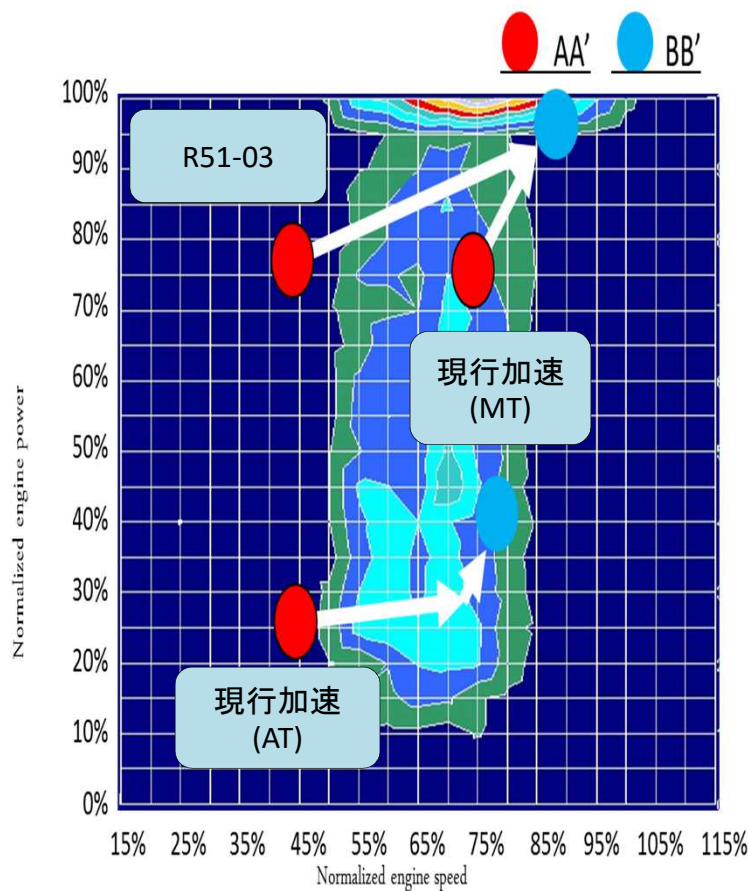 AA' BB'
100%
90%
80%
70%
60%
50%
40%
30%
20%
10%
0%
Normalized engine power
R51-03
現行加速
(MT)
現行加速
(AT)
15% 25% 35% 45% 55% 65% 75% 85% 95% 105% 115%
Normalized engine speed